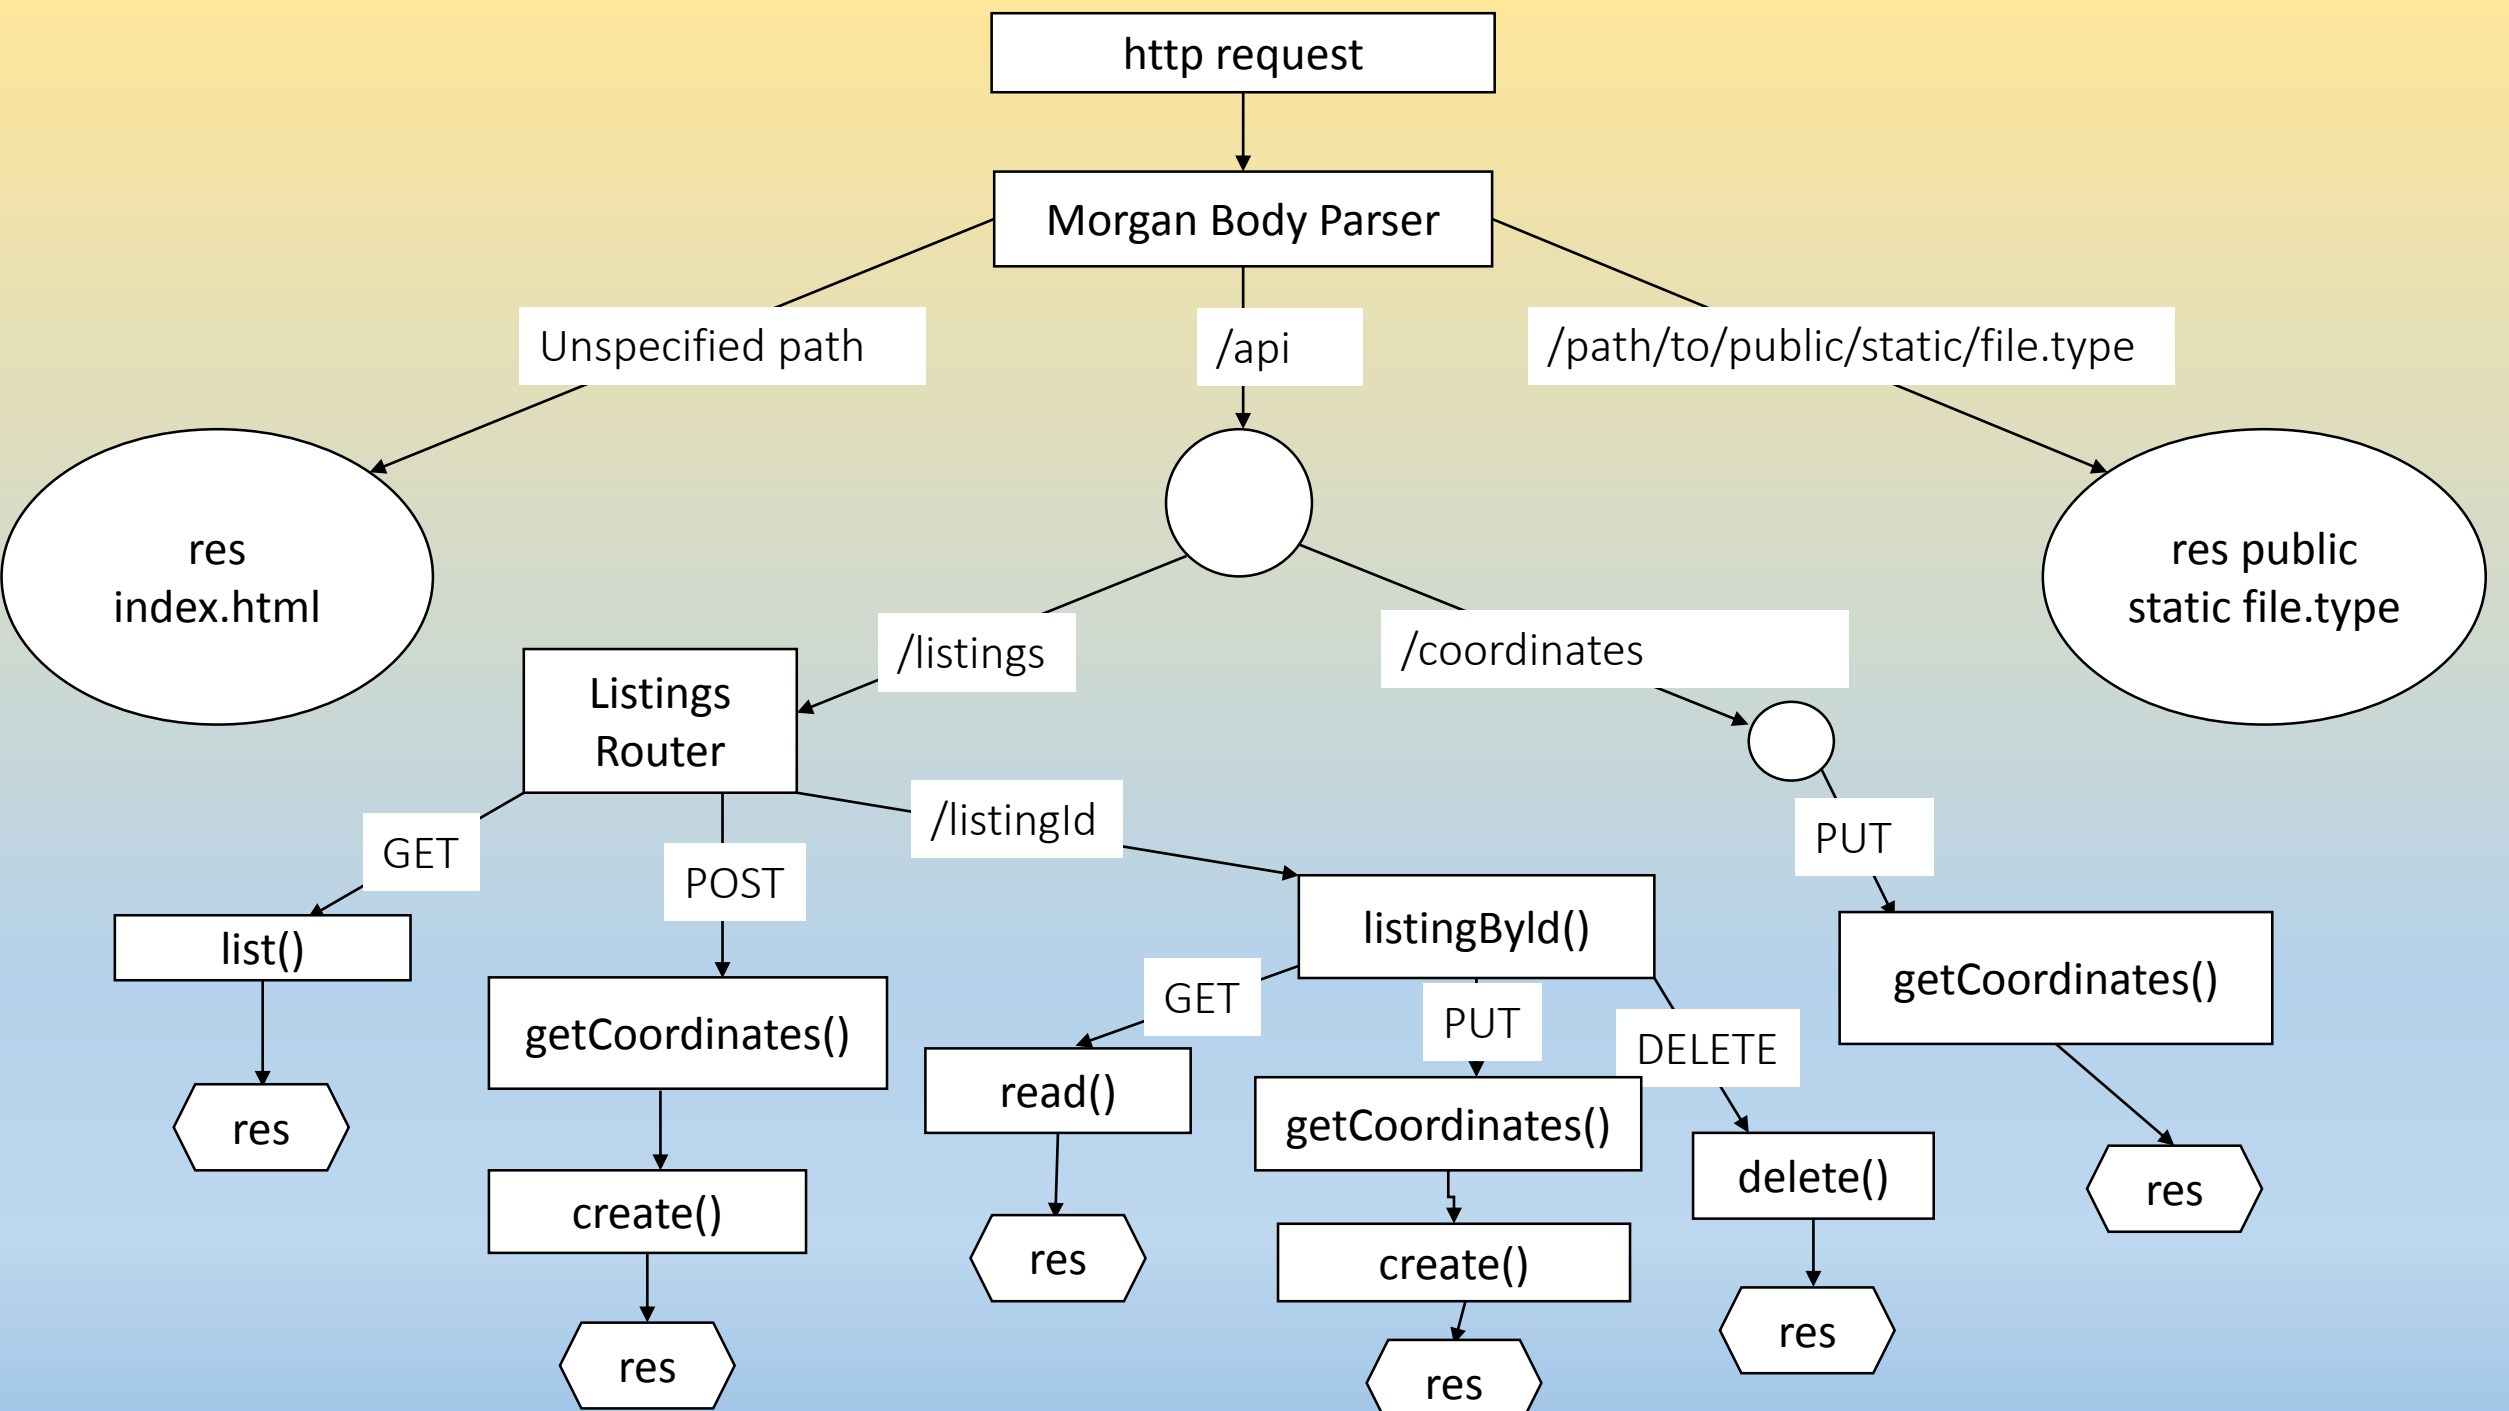 http request
Morgan Body Parser
Unspecified path
/api
/path/to/public/static/file.type
res
index.html
res public
static file.type
/listings
/coordinates
Listings
Router
/listingId
GET
POST
PUT
list()
listingById()
getCoordinates()
getCoordinates()
GET
PUT
DELETE
read()
getCoordinates()
res
delete()
res
create()
res
create()
res
res
res
res